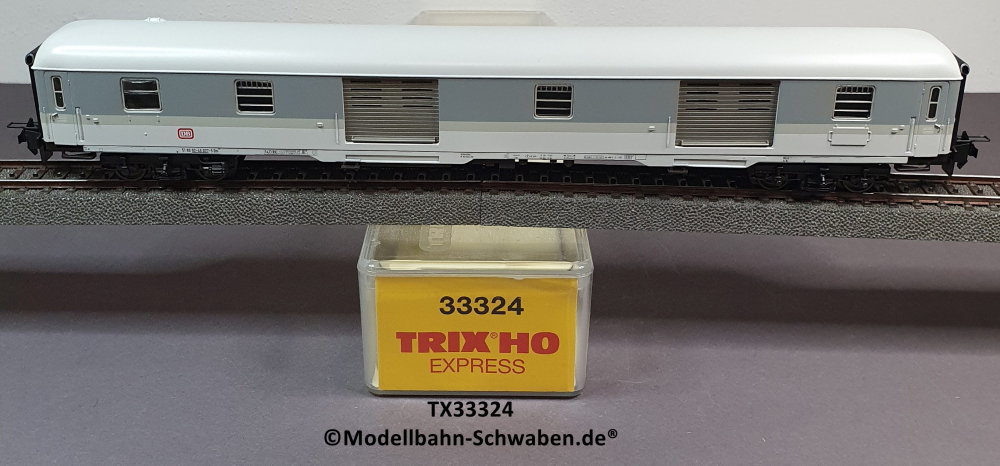 DB
33324
TRIX® HO
EXPRESS
TX33324
©Modellbahn-Schwaben.de®